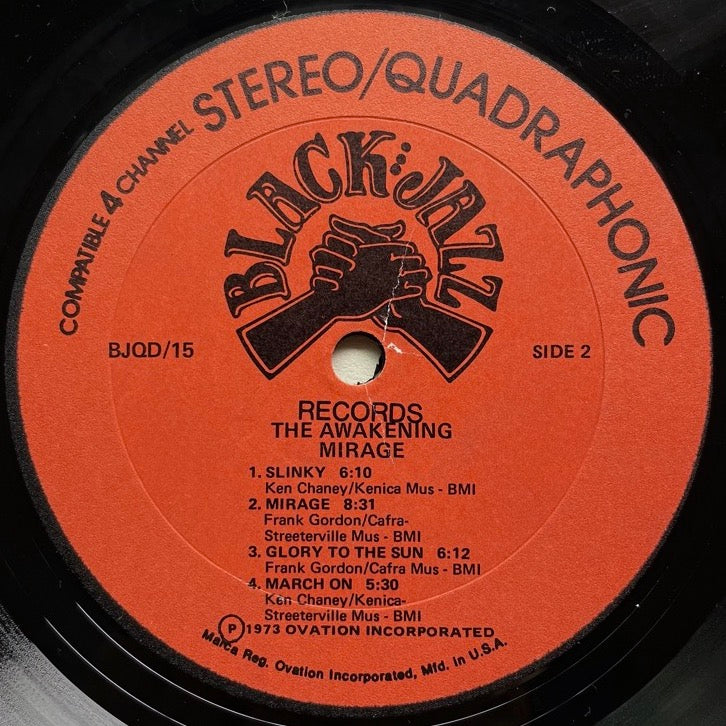 COMPATIBLE 4 CHANNEL STEREO/QUADRAPHONIC
BLACK JAZZ
BJQD/15
SIDE 2
RECORDS
THE AWAKENING
MIRAGE
1. SLINKY 6:10
Ken Chaney/Kenica Mus - BMI
2. MIRAGE 8:31
Frank Gordon/Cafra-
Streeterville Mus - BMI
3. GLORY TO THE SUN 6:12
Frank Gordon/Cafra Mus - BMI
4. MARCH ON 5:30
Ken Chaney/Kenica-
Streeterville Mus - BMI
Ⓟ1973 OVATION INCORPORATED
Marca Reg. Ovation Incorporated, Mfd. In U.S.A.